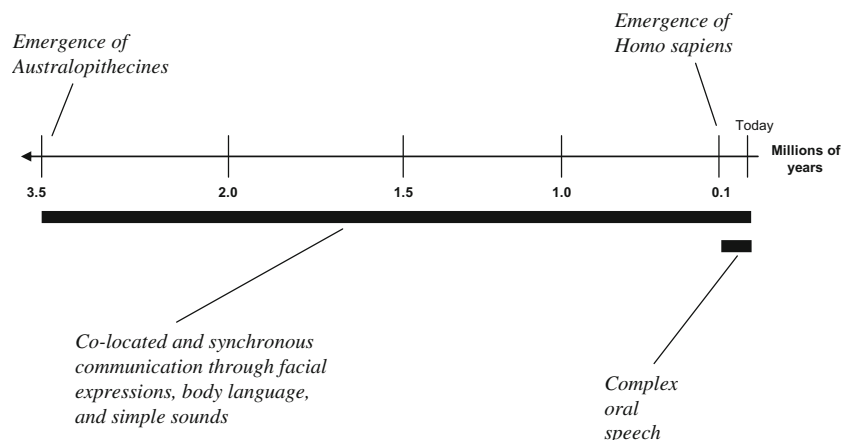 Emergence of
Australopithecines
Emergence of
Homo sapiens
Today
Millions of
years
3.5
2.0
1.5
1.0
0.1
Co-located and synchronous
communication through facial
expressions, body language,
and simple sounds
Complex
oral
speech